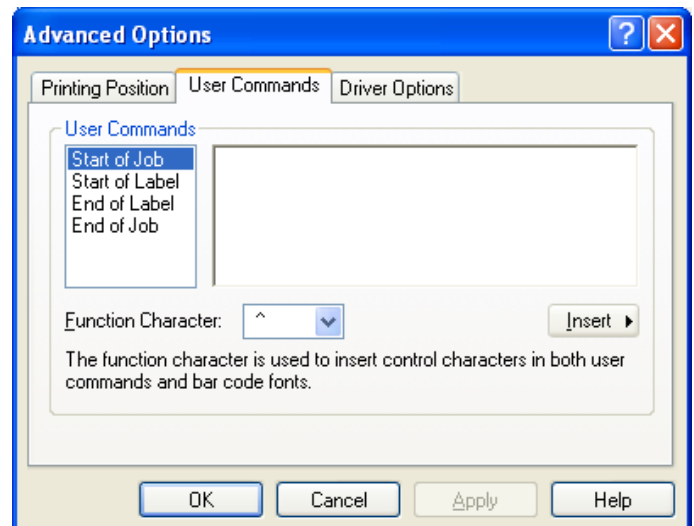 Advanced Options
Printing Position User Commands Driver Options
User Commands
Start of Job
Start of Label
End of Label
End of Job
Function Character: ^ Insert
The function character is used to insert control characters in both user
commands and bar code fonts.
OK Cancel Apply Help